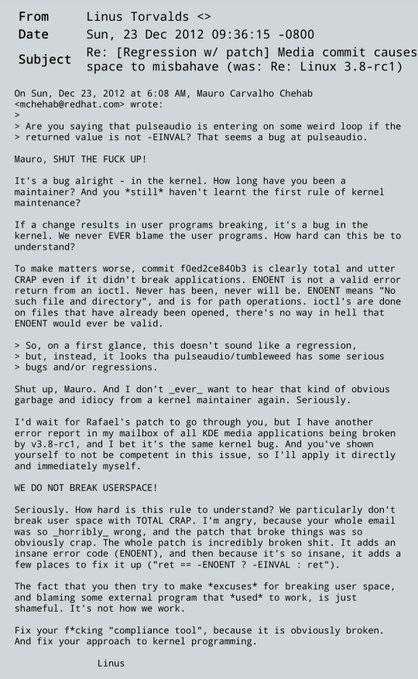 From Linus Torvalds <>
Date Sun, 23 Dec 2012 09:36:15 -0800
Subject Re: [Regression w/ patch] Media commit causes
space to misbahave (was: Re: Linux 3.8-rc1)
On Sun, Dec 23, 2012 at 6:08 AM, Mauro Carvalho Chehab
<mchehab@redhat.com> wrote:
>
> Are you saying that pulseaudio is entering on some weird loop if the
> returned value is not -EINVAL? That seems a bug at pulseaudio.
Mauro, SHUT THE FUCK UP!
It's a bug alright - in the kernel. How long have you been a
maintainer? And you *still* haven't learnt the first rule of kernel
maintenance?
If a change results in user programs breaking, it's a bug in the
kernel. We never EVER blame the user programs. How hard can this be to
understand?
To make matters worse, commit f0ed2ce840b3 is clearly total and utter
CRAP even if it didn't break applications. ENOENT is not a valid error
return from an ioctl. Never has been, never will be. ENOENT means "No
such file and directory", and is for path operations. ioctl's are done
on files that have already been opened, there's no way in hell that
ENOENT would ever be valid.
> So, on a first glance, this doesn't sound like a regression,
> but, instead, it looks tha pulseaudio/tumbleweed has some serious
> bugs and/or regressions.
Shut up, Mauro. And I don't _ever_ want to hear that kind of obvious
garbage and idiocy from a kernel maintainer again. Seriously.
I'd wait for Rafael's patch to go through you, but I have another
error report in my mailbox of all KDE media applications being broken
by v3.8-rc1, and I bet it's the same kernel bug. And you've shown
yourself to not be competent in this issue, so I'll apply it directly
and immediately myself.
WE DO NOT BREAK USERSPACE!
Seriously. How hard is this rule to understand? We particularly don't
break user space with TOTAL CRAP. I'm angry, because your whole email
was so _horribly_ wrong, and the patch that broke things was so
obviously crap. The whole patch is incredibly broken shit. It adds an
insane error code (ENOENT), and then because it's so insane, it adds a
few places to fix it up ("ret == -ENOENT ? -EINVAL : ret").
The fact that you then try to make *excuses* for breaking user space,
and blaming some external program that *used* to work, is just
shameful. It's not how we work.
Fix your f*cking "compliance tool", because it is obviously broken.
And fix your approach to kernel programming.
Linus